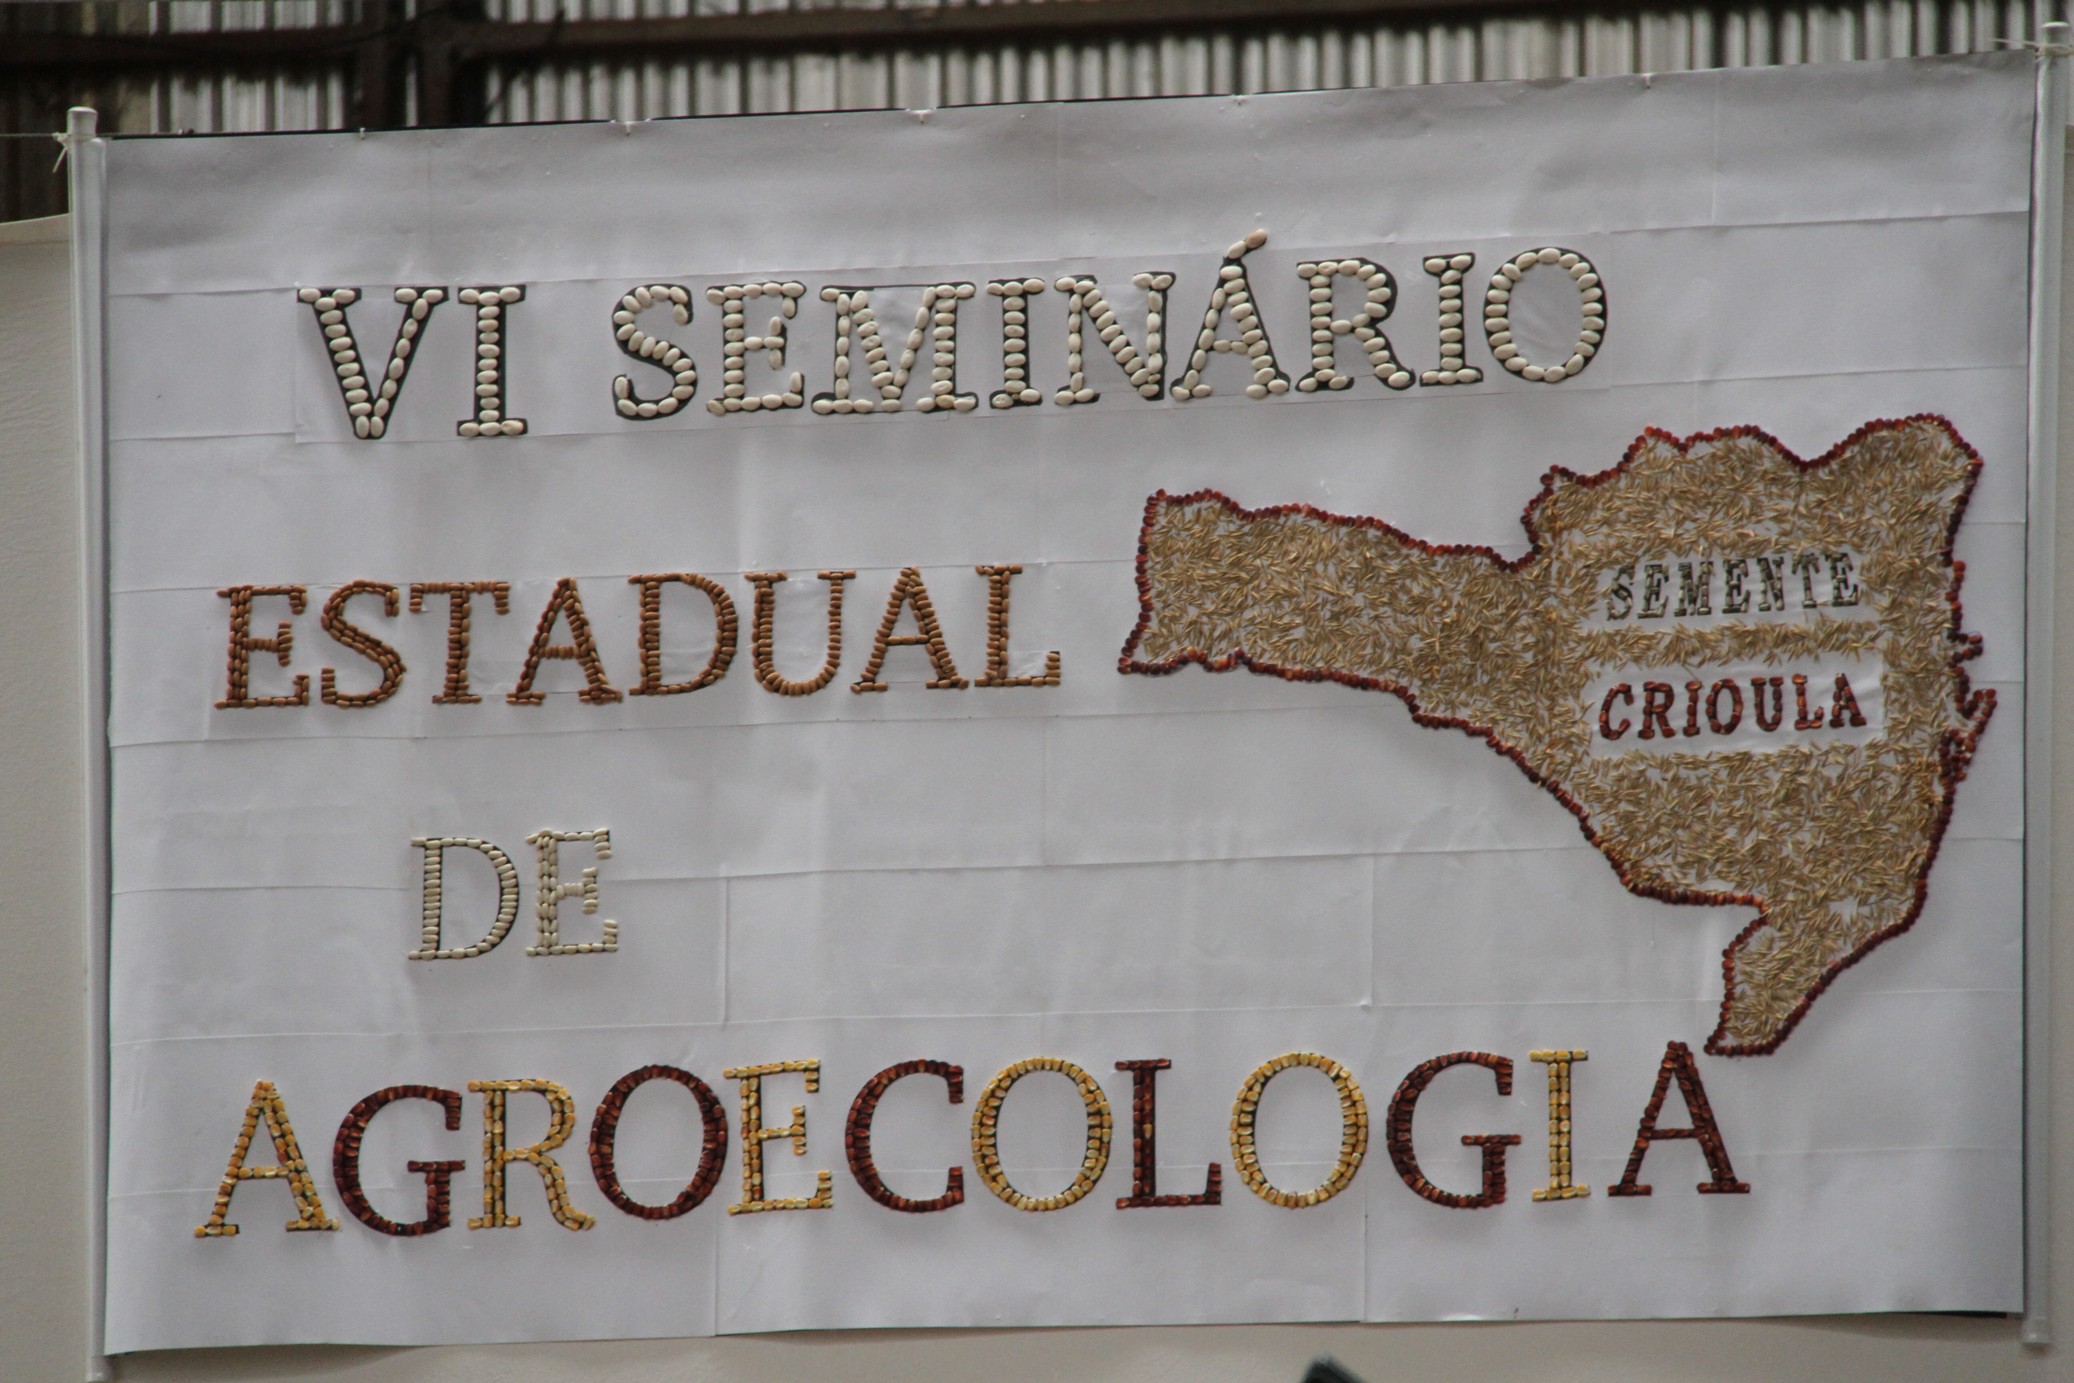 VI SEMINÁRIO
ESTADUAL
SEMENTE
CRIOULA
DE
AGROECOLOGIA